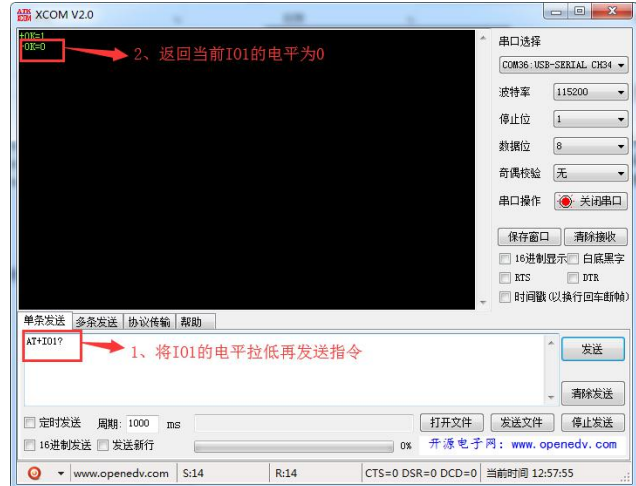 XCOM V2.0
+OK=1
+OK=0
2、返回当前IO1的电平为0
串口选择
COM36:USB-SERIAL CH34
波特率 115200
停止位 1
数据位 8
奇偶校验 无
串口操作 关闭串口
保存窗口 清除接收
16进制显示 白底黑字
RTS DTR
时间戳(以换行回车断帧)
单条发送 多条发送 协议传输 帮助
AT+IO1?
1、将IO1的电平拉低再发送指令
发送
清除发送
定时发送 周期: 1000 ms 打开文件 发送文件 停止发送
16进制发送 发送新行 0% 开源电子网: www.openedv.com
www.openedv.com S:14 R:14 CTS=0 DSR=0 DCD=0 当前时间 12:57:55